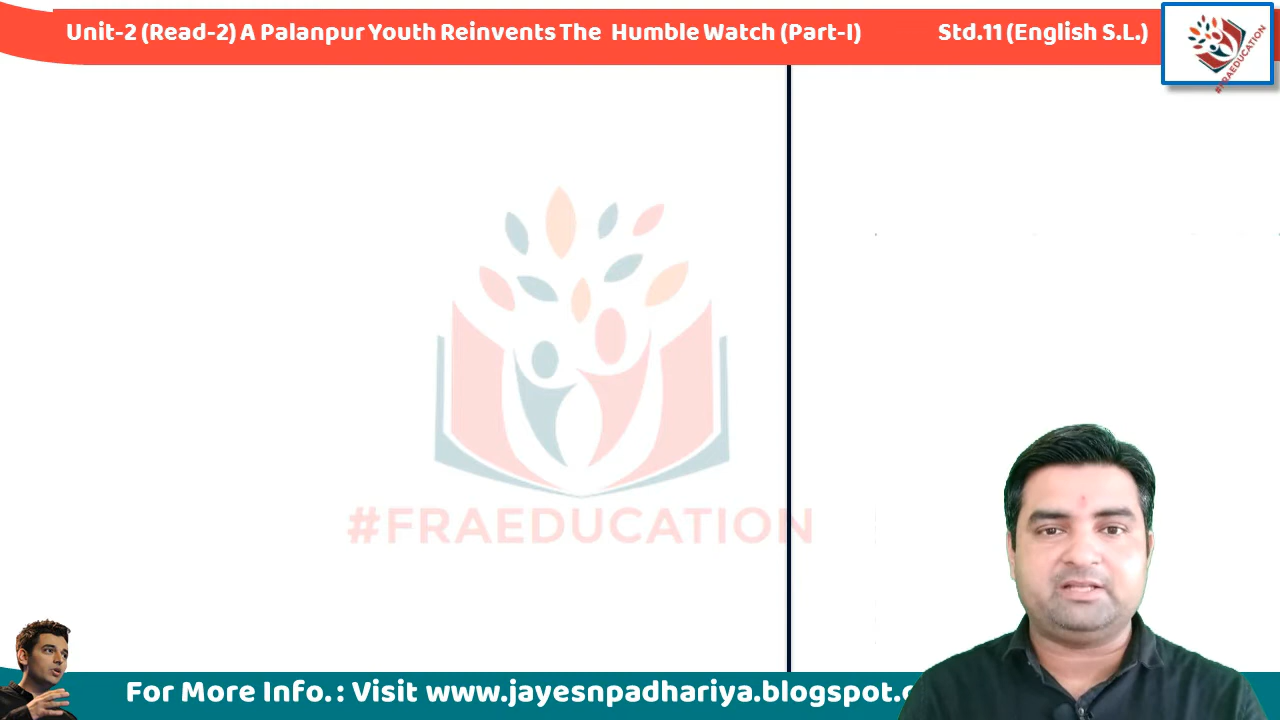 Unit-2 (Read-2) A Palanpur Youth Reinvents The Humble Watch (Part-I) Std.11 (English S.L.)
#FRAEDUCATION
#FRAEDUCATION
For More Info. : Visit www.jayesnpadhariya.blogspot.c